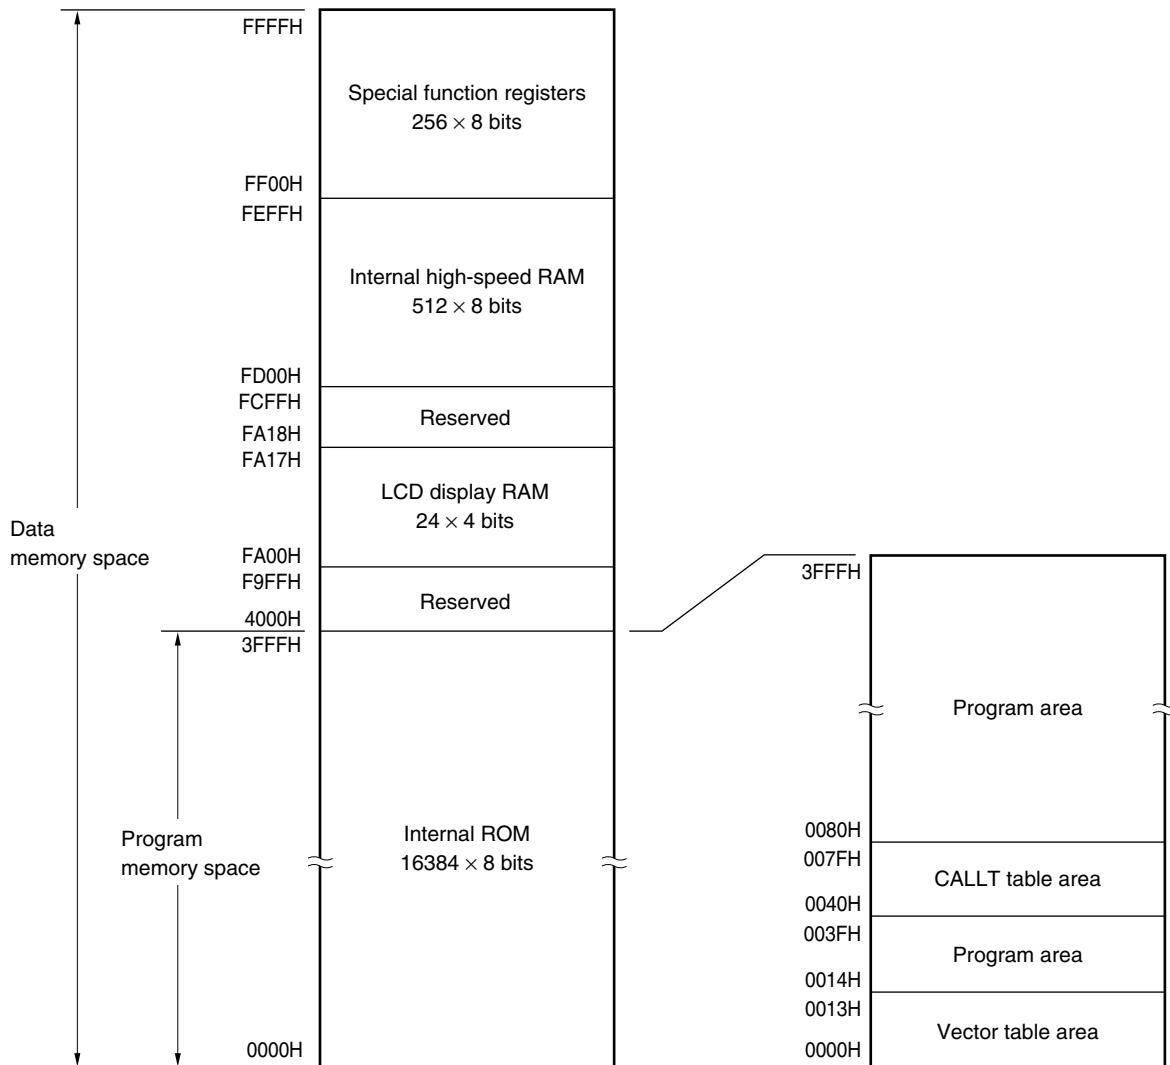 FFFFH
Special function registers
256 × 8 bits
FF00H
FEFFH
Internal high-speed RAM
512 × 8 bits
FD00H
FCFFH
Reserved
FA18H
FA17H
LCD display RAM
24 × 4 bits
Data
memory space
FA00H
F9FFH
Reserved
4000H
3FFFH
Program
memory space
Internal ROM
16384 × 8 bits
0000H
3FFFH
Program area
0080H
007FH
CALLT table area
0040H
003FH
Program area
0014H
0013H
Vector table area
0000H